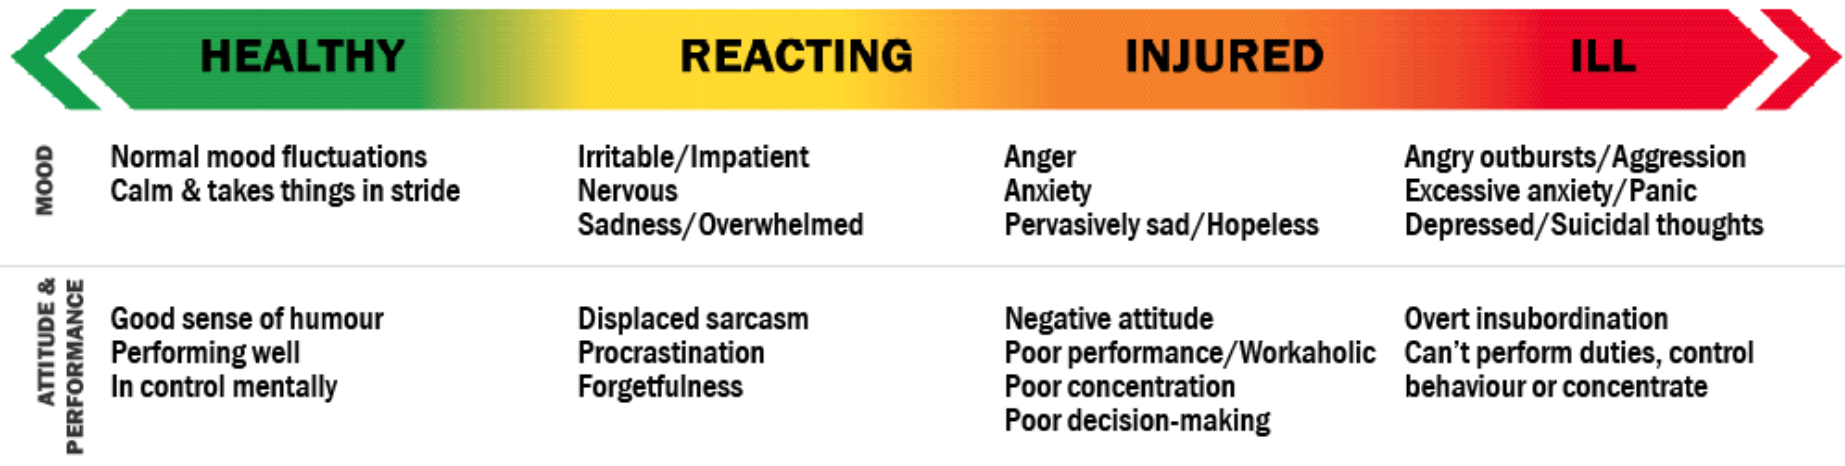 HEALTHY
REACTING
INJURED
ILL
MOOD
Normal mood fluctuations
Calm & takes things in stride
Irritable/Impatient
Nervous
Sadness/Overwhelmed
Anger
Anxiety
Pervasively sad/Hopeless
Angry outbursts/Aggression
Excessive anxiety/Panic
Depressed/Suicidal thoughts
ATTITUDE &
PERFORMANCE
Good sense of humour
Performing well
In control mentally
Displaced sarcasm
Procrastination
Forgetfulness
Negative attitude
Poor performance/Workaholic
Poor concentration
Poor decision-making
Overt insubordination
Can't perform duties, control
behaviour or concentrate